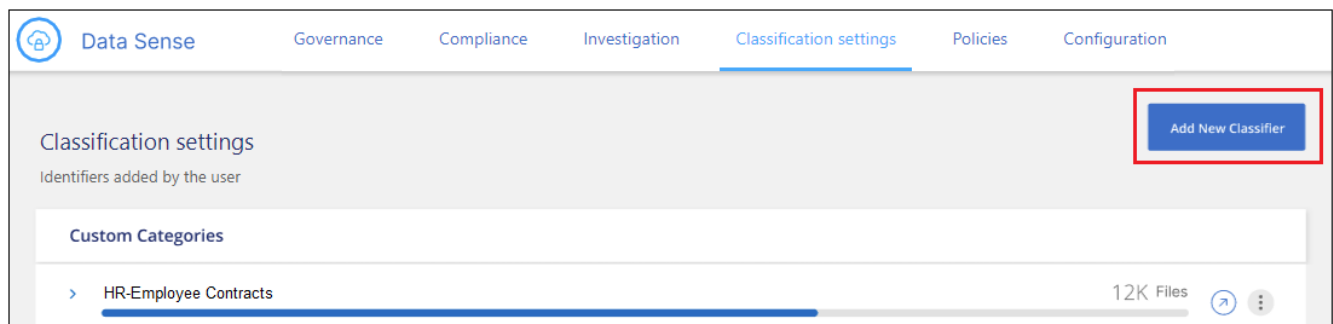 Data Sense Governance Compliance Investigation Classification settings Policies Configuration
Add New Classifier
Classification settings
Identifiers added by the user
Custom Categories
HR-Employee Contracts 12K Files